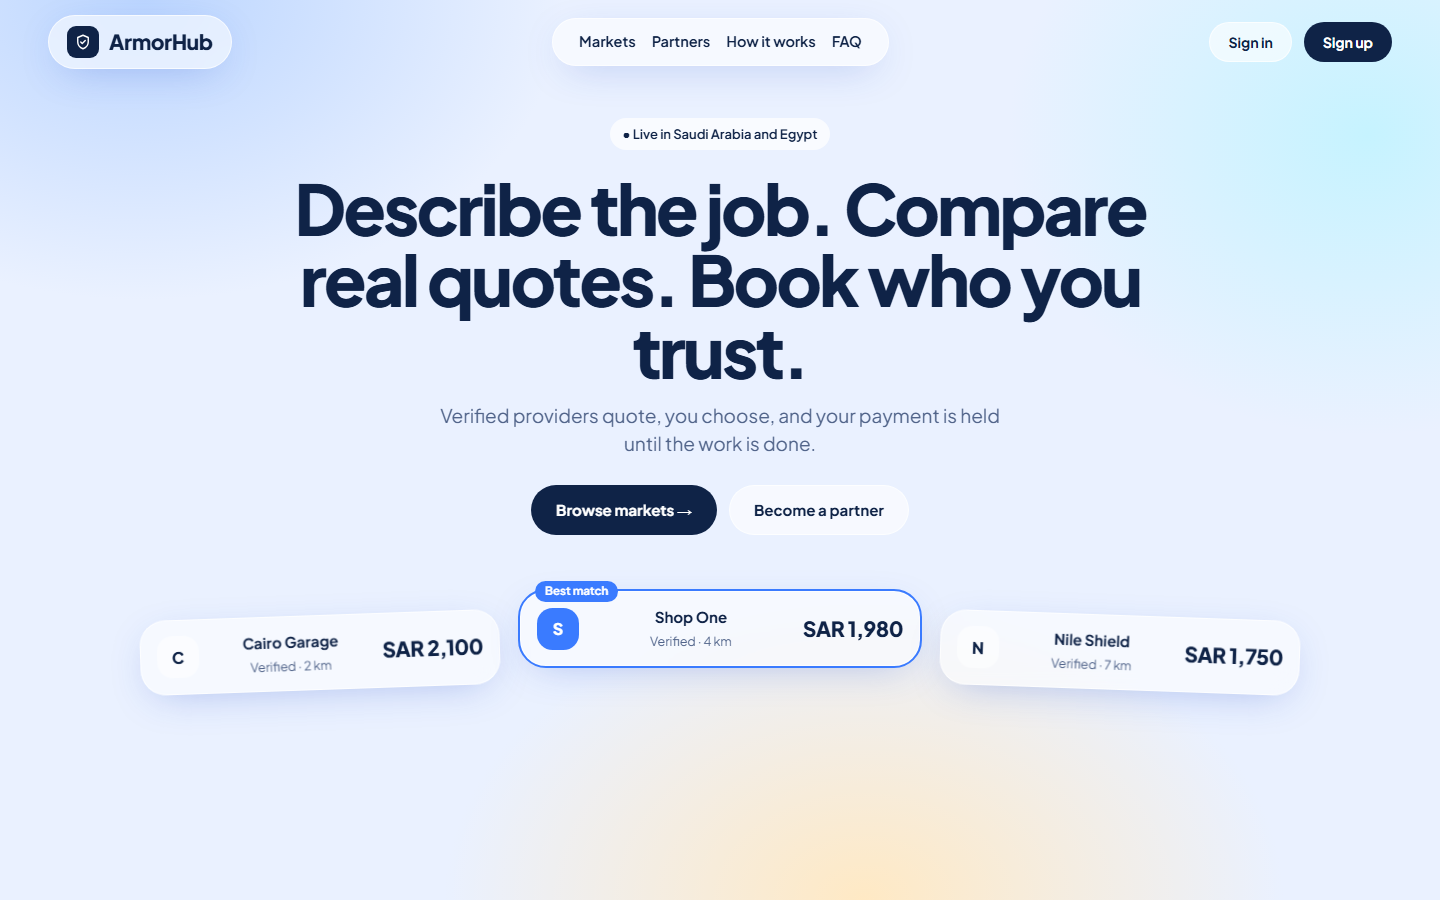 ArmorHub
Markets Partners How it works FAQ
Sign in
Sign up
• Live in Saudi Arabia and Egypt
Describe the job. Compare
real quotes. Book who you
trust.
Verified providers quote, you choose, and your payment is held
until the work is done.
Browse markets →
Become a partner
C
Cairo Garage
Verified · 2 km
SAR 2,100
Best match
S
Shop One
Verified · 4 km
SAR 1,980
N
Nile Shield
Verified · 7 km
SAR 1,750